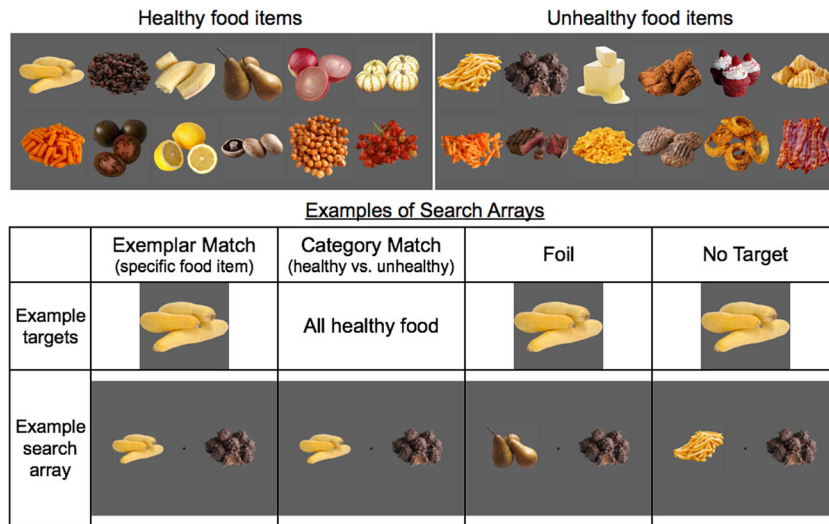 Healthy food items
Unhealthy food items
Examples of Search Arrays
Exemplar Match
(specific food item)
Category Match
(healthy vs. unhealthy)
Foil
No Target
Example
targets
All healthy food
Example
search
array